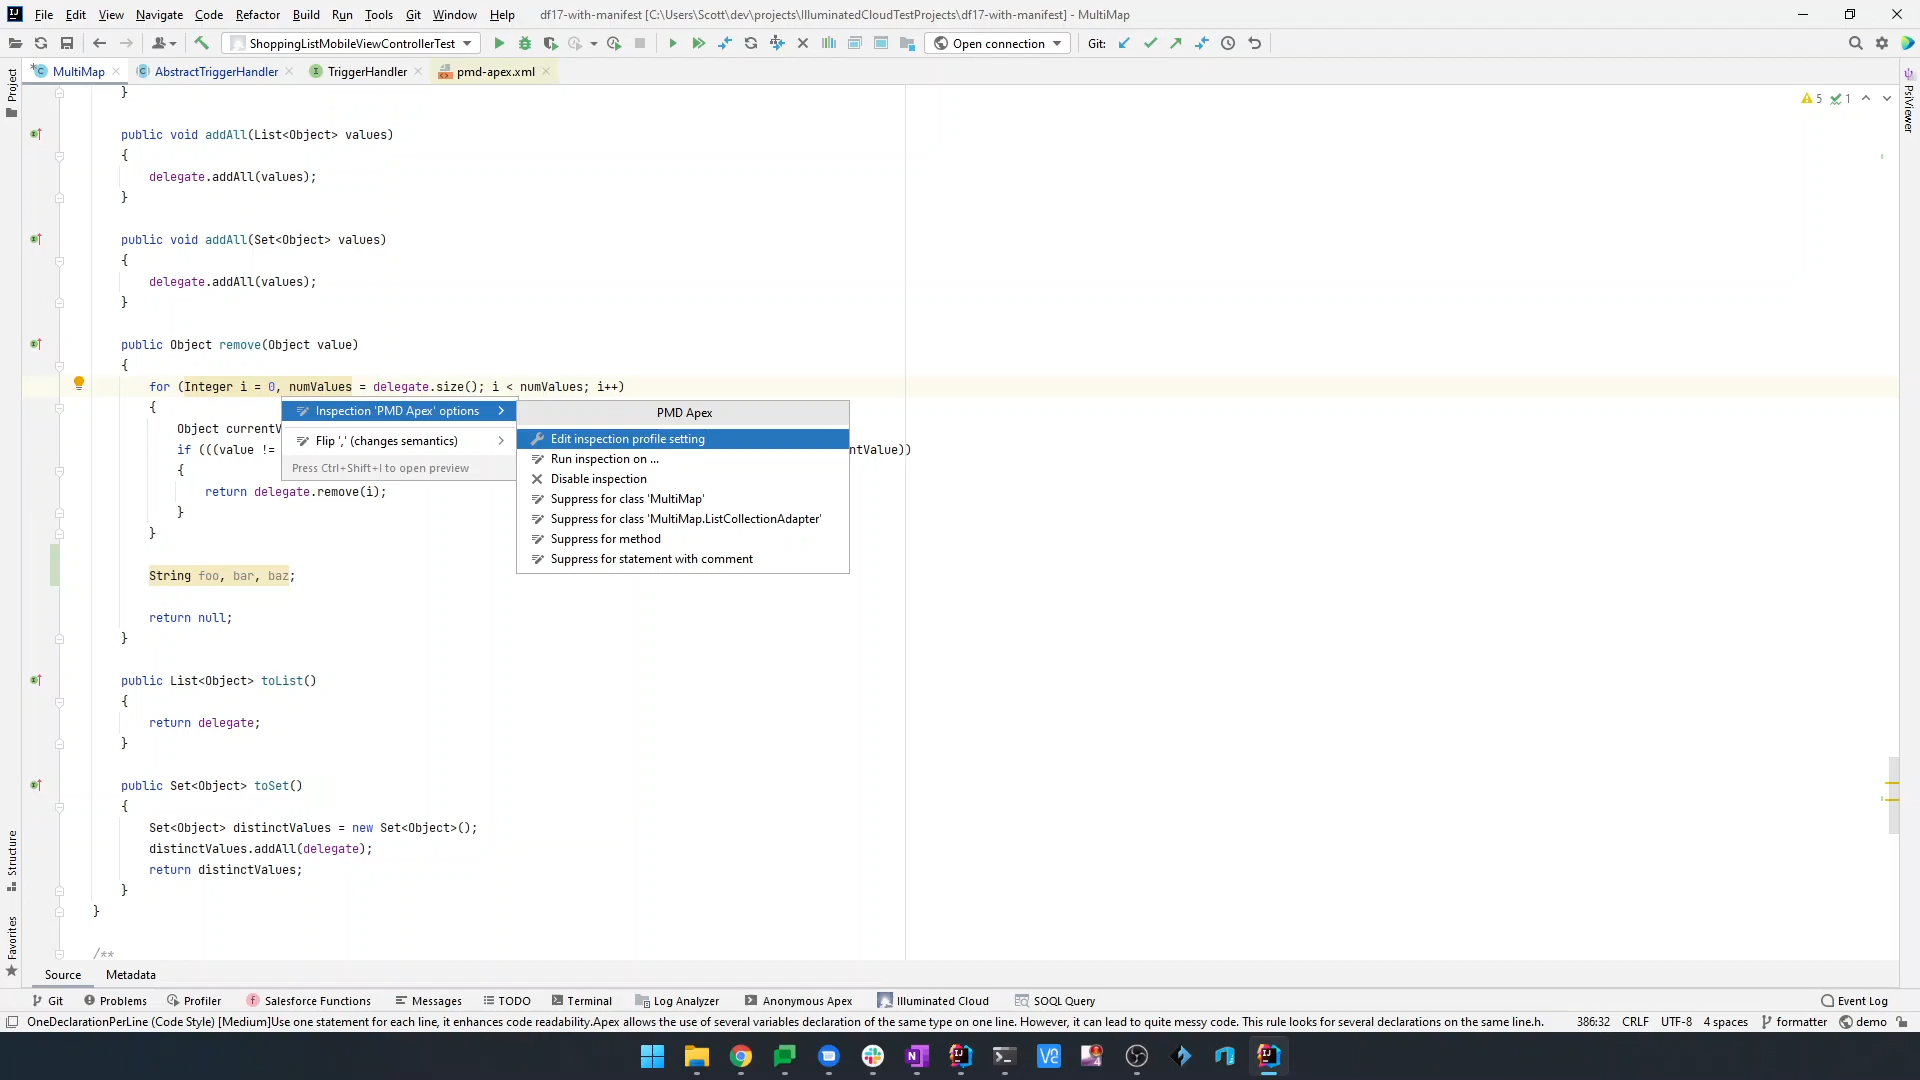 File Edit View Navigate Code Refactor Build Run Tools Git Window Help df17-with-manifest [C:\Users\Scott\dev\projects\IlluminatedCloudTestProjects\df17-with-manifest] - MultiMap
ShoppingListMobileViewControllerTest Open connection Git:
MultiMap AbstractTriggerHandler TriggerHandler pmd-apex.xml
Project
PsiViewer
5 1
}
public void addAll(List<Object> values)
{
delegate.addAll(values);
}
public void addAll(Set<Object> values)
{
delegate.addAll(values);
}
public Object remove(Object value)
{
for (Integer i = 0, numValues = delegate.size(); i < numValues; i++)
{
Object currentV
if (((value != ntValue))
{
return delegate.remove(i);
}
}
Inspection 'PMD Apex' options
Flip ',' (changes semantics)
Press Ctrl+Shift+I to open preview
PMD Apex
Edit inspection profile setting
Run inspection on ...
Disable inspection
Suppress for class 'MultiMap'
Suppress for class 'MultiMap.ListCollectionAdapter'
Suppress for method
Suppress for statement with comment
String foo, bar, baz;
return null;
}
public List<Object> toList()
{
return delegate;
}
public Set<Object> toSet()
{
Set<Object> distinctValues = new Set<Object>();
distinctValues.addAll(delegate);
return distinctValues;
}
}
/**
Structure
Favorites
Source Metadata
Git Problems Profiler Salesforce Functions Messages TODO Terminal Log Analyzer Anonymous Apex Illuminated Cloud SOQL Query Event Log
OneDeclarationPerLine (Code Style) [Medium]Use one statement for each line, it enhances code readability.Apex allows the use of several variables declaration of the same type on one line. However, it can lead to quite messy code. This rule looks for several declarations on the same line.h. 386:32 CRLF UTF-8 4 spaces formatter demo